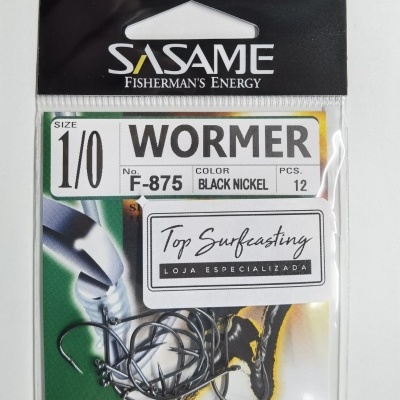 SASAME
FISHERMAN'S ENERGY
SIZE
1/0
WORMER
No.
F-875
COLOR
BLACK NICKEL
PCS.
12
Top Surfcasting
LOJA ESPECIALIZADA